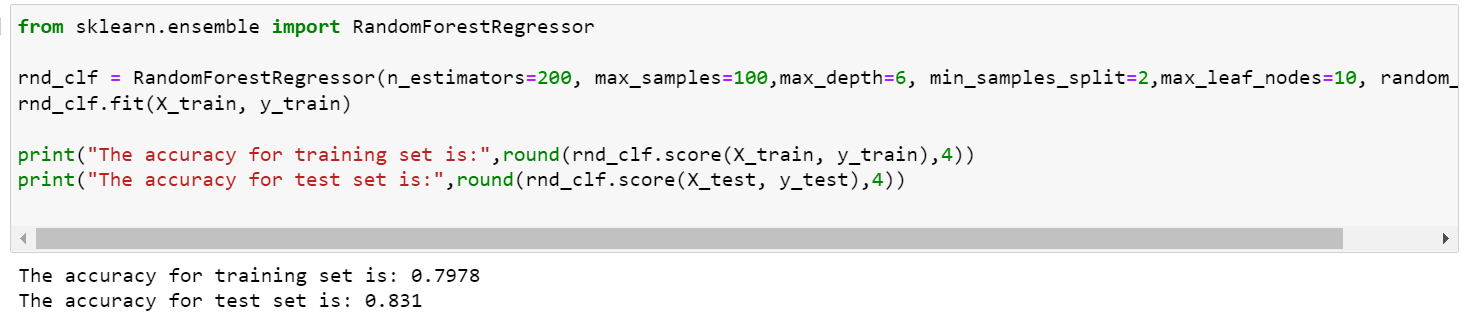 from sklearn.ensemble import RandomForestRegressor
rnd_clf = RandomForestRegressor(n_estimators=200, max_samples=100,max_depth=6, min_samples_split=2,max_leaf_nodes=10, random_
rnd_clf.fit(X_train, y_train)
print("The accuracy for training set is:",round(rnd_clf.score(X_train, y_train),4))
print("The accuracy for test set is:",round(rnd_clf.score(X_test, y_test),4))
The accuracy for training set is: 0.7978
The accuracy for test set is: 0.831